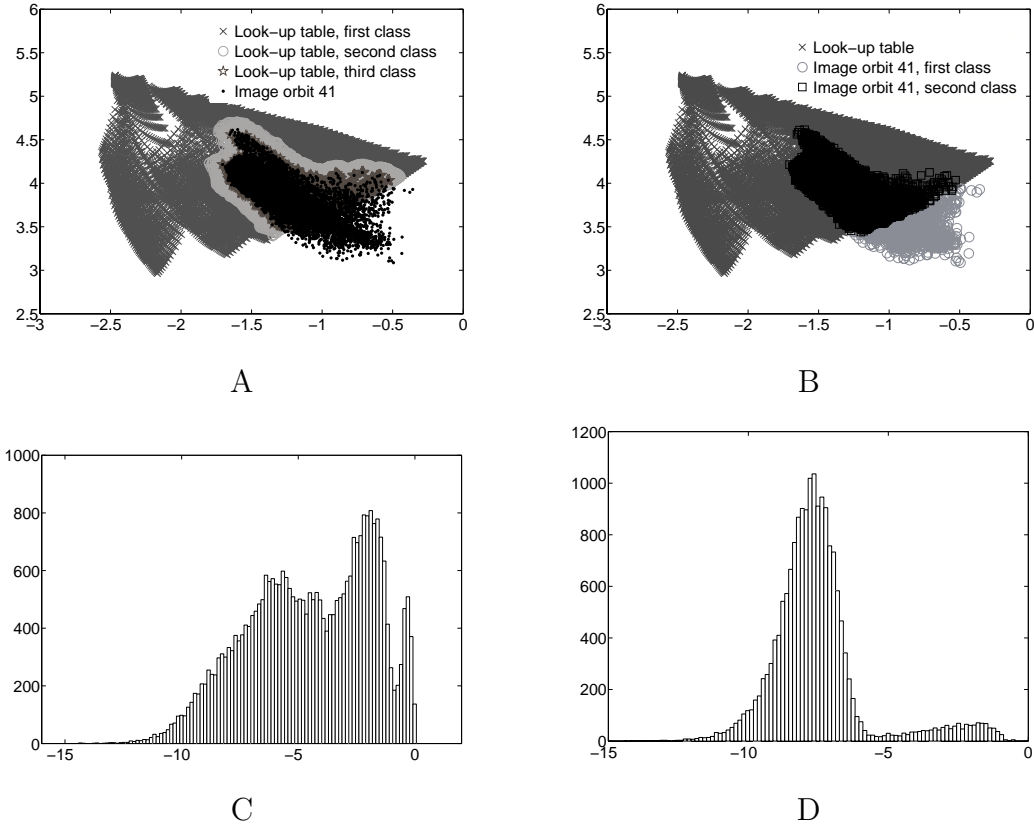 6
5.5
5
4.5
4
3.5
3
2.5
−3 −2.5 −2 −1.5 −1 −0.5 0
Look−up table, first class
Look−up table, second class
Look−up table, third class
Image orbit 41
A
6
5.5
5
4.5
4
3.5
3
2.5
−3 −2.5 −2 −1.5 −1 −0.5 0
Look−up table
Image orbit 41, first class
Image orbit 41, second class
B
1000
800
600
400
200
0
−15 −10 −5 0
C
1200
1000
800
600
400
200
0
−15 −10 −5 0
D